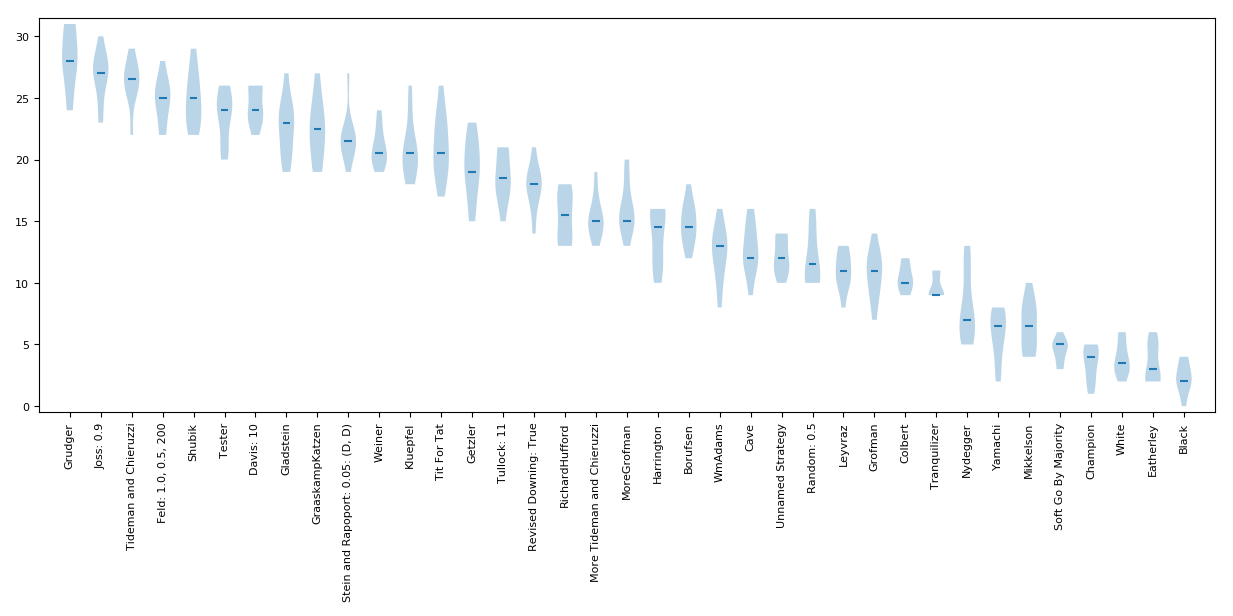 30
25
20
15
10
5
0
Grudger
Joss: 0.9
Tideman and Chieruzzi
Feld: 1.0, 0.5, 200
Shubik
Tester
Davis: 10
Gladstein
GraaskampKatzen
Stein and Rapoport: 0.05: (D, D)
Weiner
Kluepfel
Tit For Tat
Getzler
Tullock: 11
Revised Downing: True
RichardHufford
More Tideman and Chieruzzi
MoreGrofman
Harrington
Borufsen
WmAdams
Cave
Unnamed Strategy
Random: 0.5
Leyvraz
Grofman
Colbert
Tranquilizer
Nydegger
Yamachi
Mikkelson
Soft Go By Majority
Champion
White
Eatherley
Black